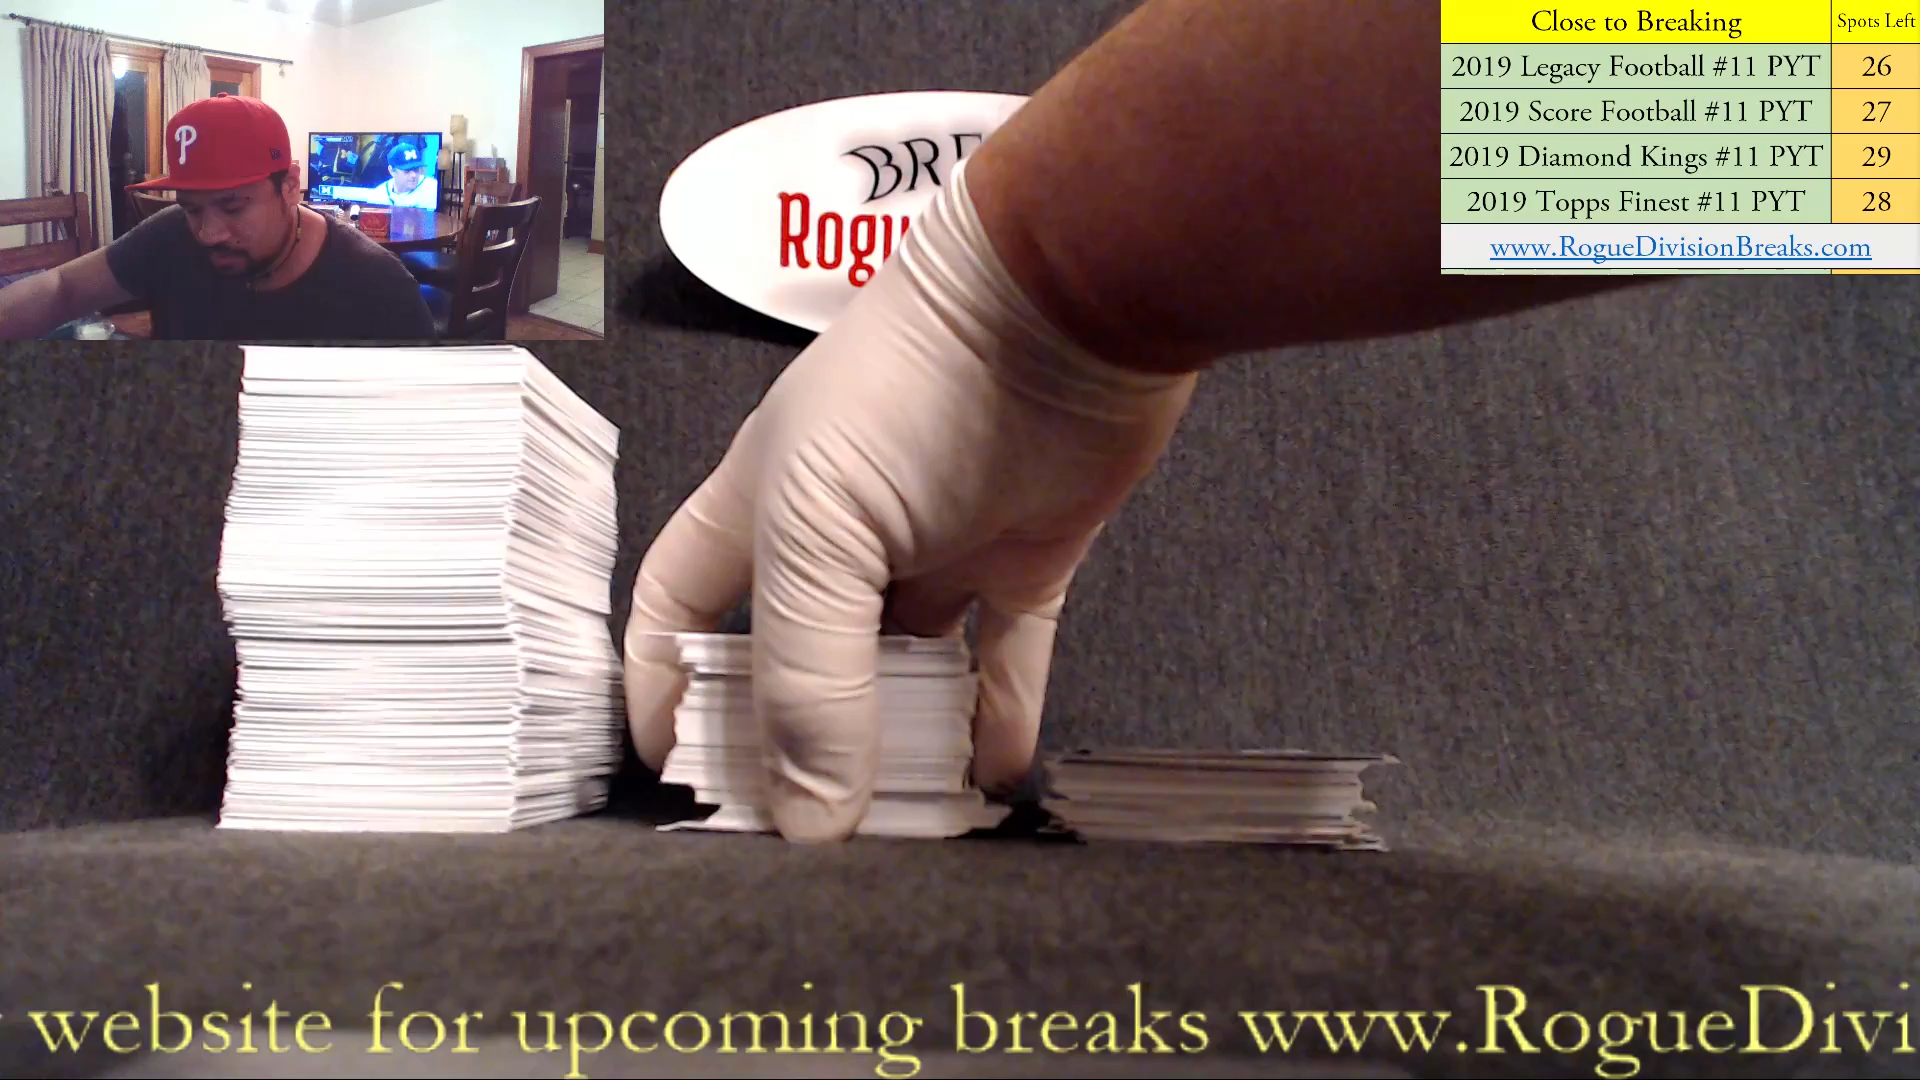 Close to Breaking Spots Left
2019 Legacy Football #11 PYT 26
2019 Score Football #11 PYT 27
2019 Diamond Kings #11 PYT 29
2019 Topps Finest #11 PYT 28
www.RogueDivisionBreaks.com
P
M
BRE
Rogu
website for upcoming breaks www.RogueDivi